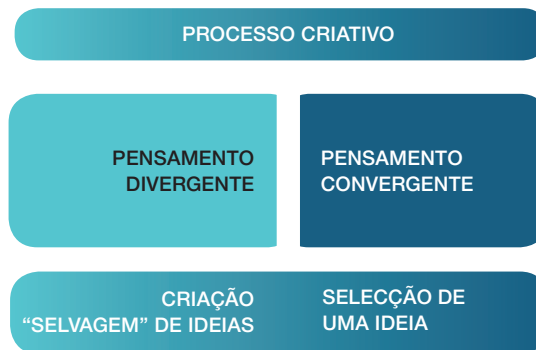 PROCESSO CRIATIVO
PENSAMENTO
DIVERGENTE
PENSAMENTO
CONVERGENTE
CRIAÇÃO
“SELVAGEM” DE IDEIAS
SELECÇÃO DE
UMA IDEIA